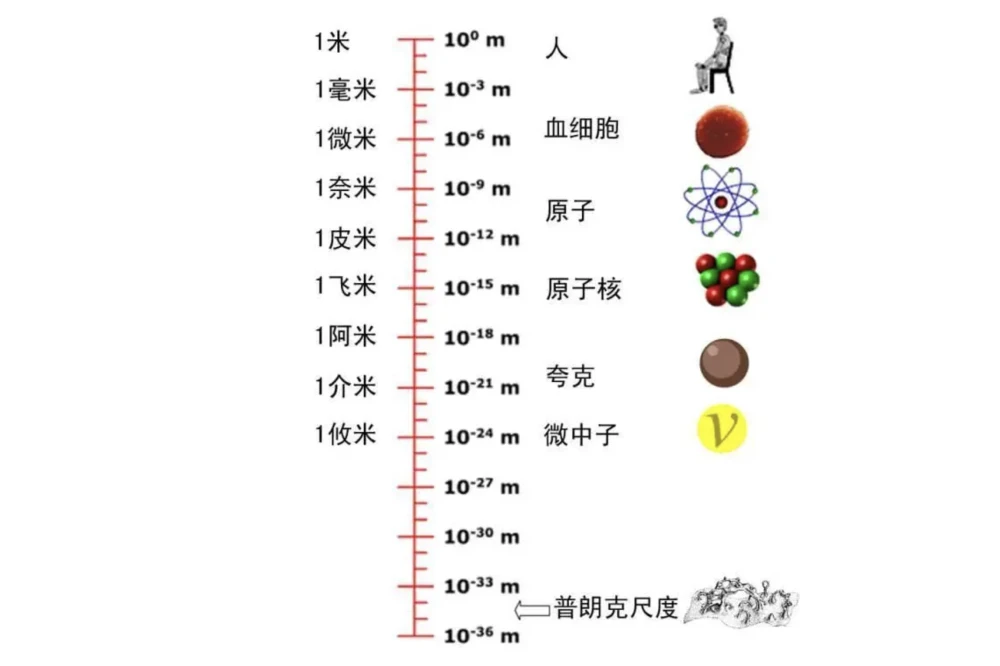 1米 10⁰ m 人
1毫米 10⁻³ m
血细胞
1微米 10⁻⁶ m
1奈米 10⁻⁹ m
原子
1皮米 10⁻¹² m
1飞米 10⁻¹⁵ m 原子核
1阿米 10⁻¹⁸ m
夸克
1介米 10⁻²¹ m
1攸米 10⁻²⁴ m 微中子
ν
10⁻²⁷ m
10⁻³⁰ m
10⁻³³ m
普朗克尺度
10⁻³⁶ m